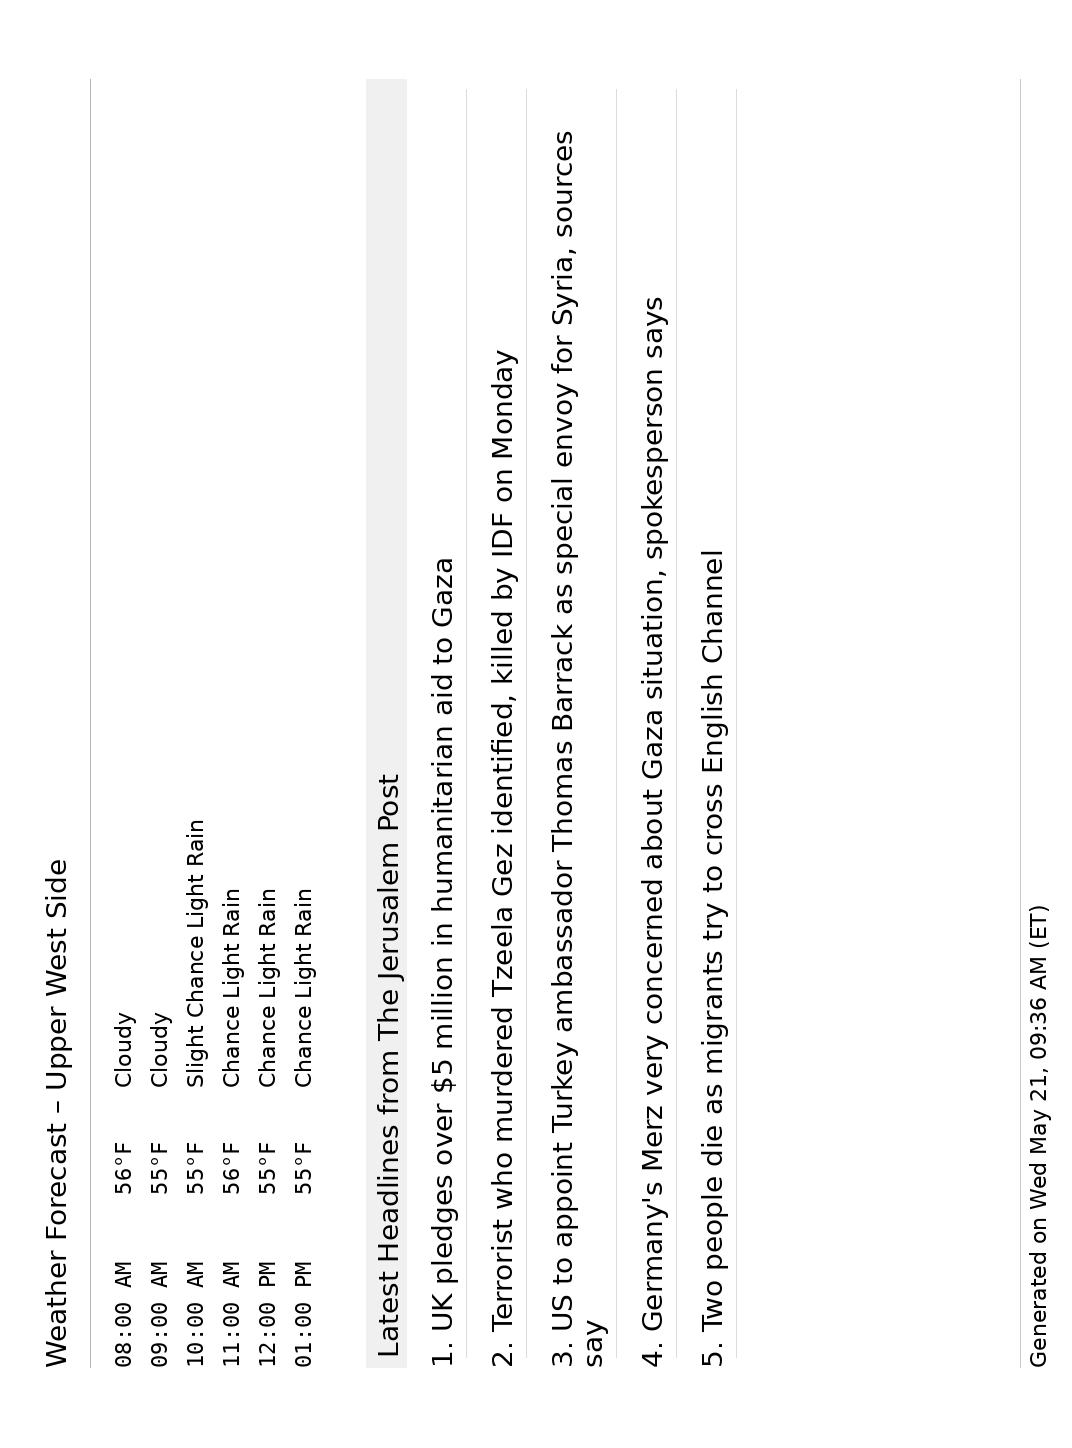 Weather Forecast – Upper West Side
08:00 AM 56°F Cloudy
09:00 AM 55°F Cloudy
10:00 AM 55°F Slight Chance Light Rain
11:00 AM 56°F Chance Light Rain
12:00 PM 55°F Chance Light Rain
01:00 PM 55°F Chance Light Rain
Latest Headlines from The Jerusalem Post
1. UK pledges over $5 million in humanitarian aid to Gaza
2. Terrorist who murdered Tzeela Gez identified, killed by IDF on Monday
3. US to appoint Turkey ambassador Thomas Barrack as special envoy for Syria, sources
say
4. Germany's Merz very concerned about Gaza situation, spokesperson says
5. Two people die as migrants try to cross English Channel
Generated on Wed May 21, 09:36 AM (ET)